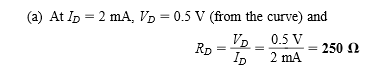 (a) At I_D = 2 mA, V_D = 0.5 V (from the curve) and
R_D = V_D / I_D = 0.5 V / 2 mA = 250 Ω